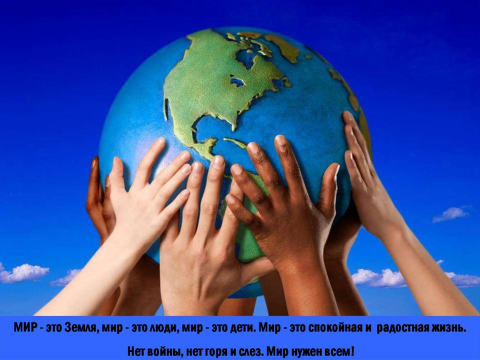 МИР - это Земля, мир - это люди, мир - это дети. Мир - это спокойная и радостная жизнь.
Нет войны, нет горя и слез. Мир нужен всем!